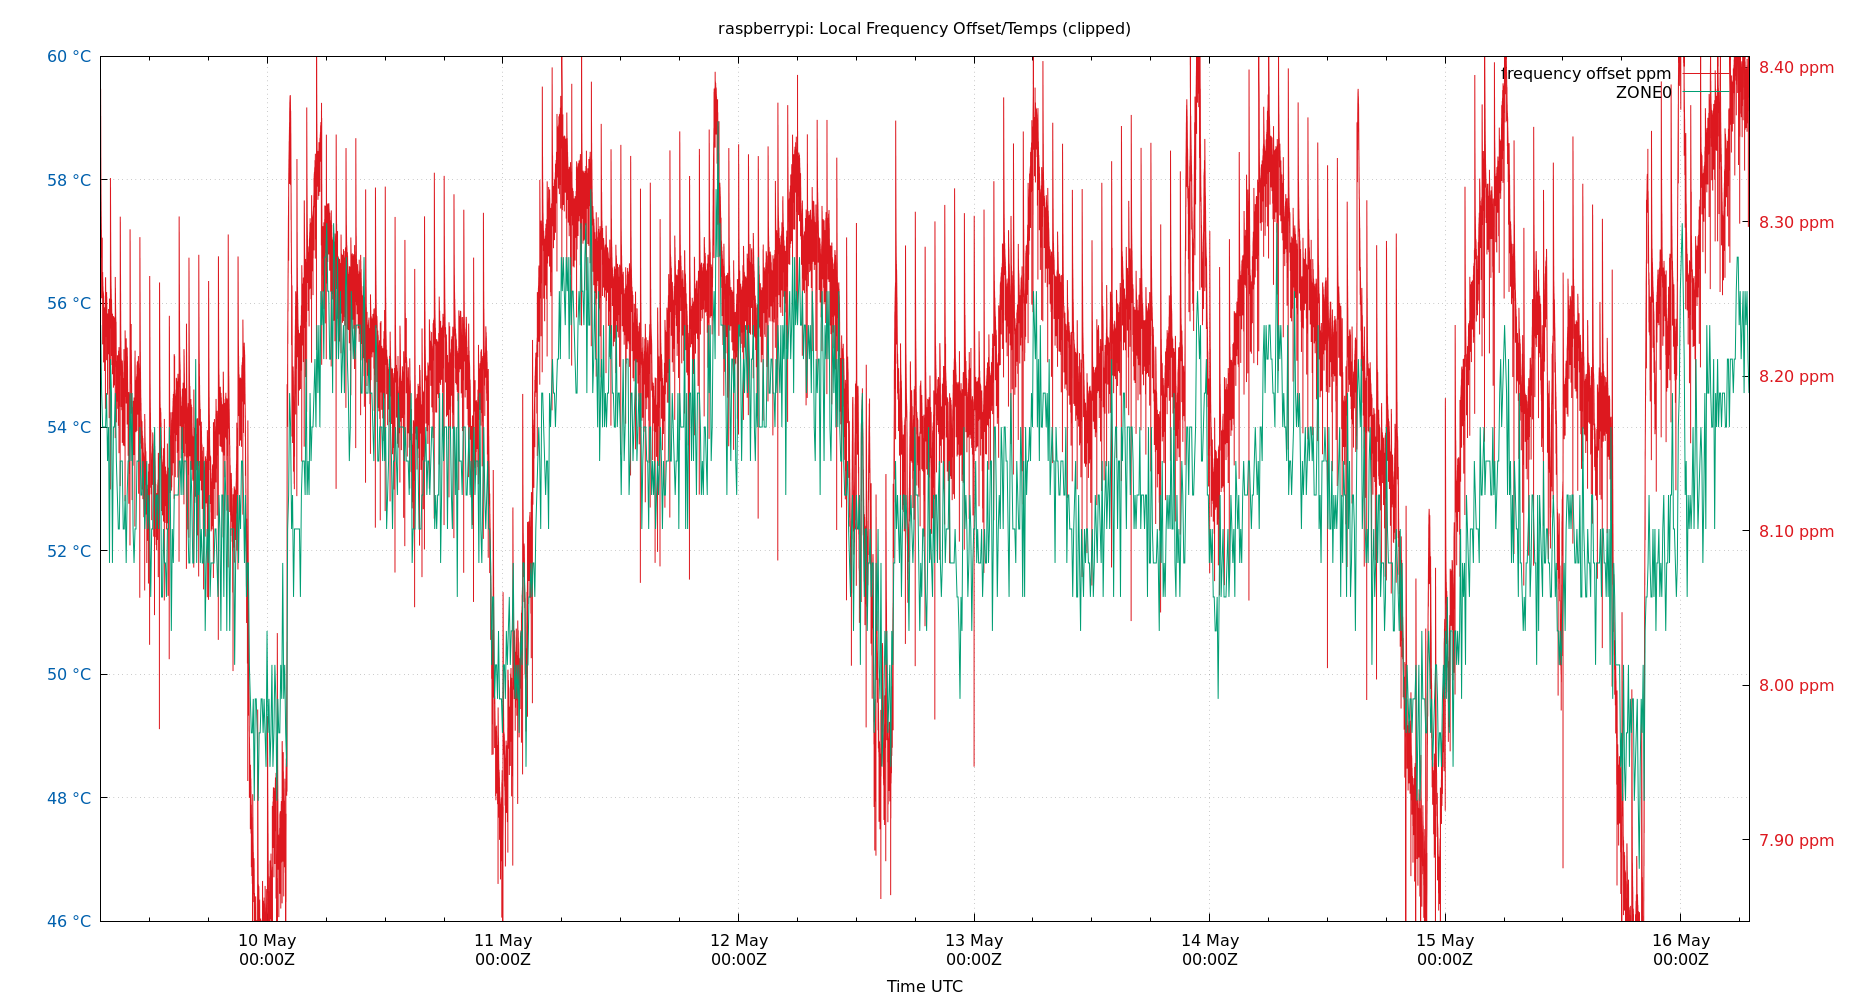 raspberrypi: Local Frequency Offset/Temps (clipped)
60 °C
58 °C
56 °C
54 °C
52 °C
50 °C
48 °C
46 °C
frequency offset ppm
ZONE0
8.40 ppm
8.30 ppm
8.20 ppm
8.10 ppm
8.00 ppm
7.90 ppm
10 May
00:00Z
11 May
00:00Z
12 May
00:00Z
13 May
00:00Z
14 May
00:00Z
15 May
00:00Z
16 May
00:00Z
Time UTC